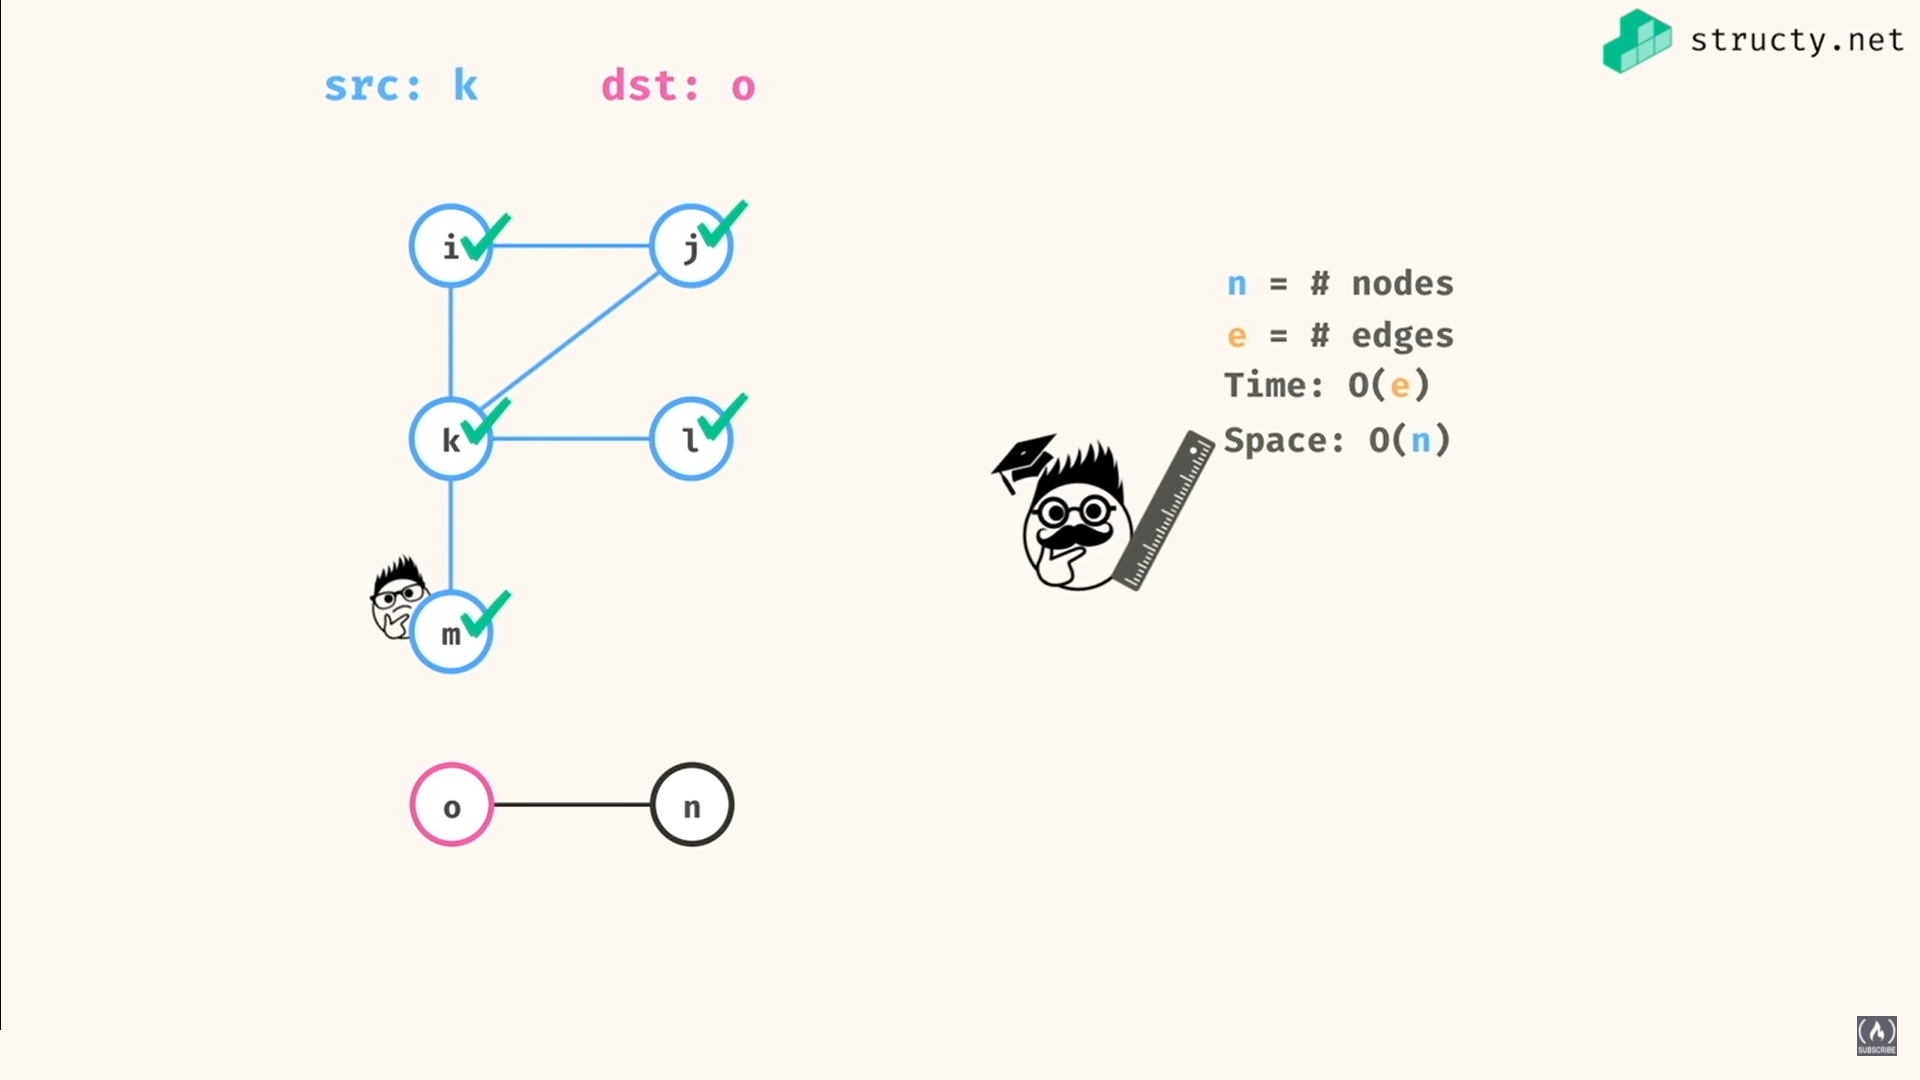 structy.net
src: k dst: o
i j
k l
m
o n
n = # nodes
e = # edges
Time: O(e)
Space: O(n)
SUBSCRIBE